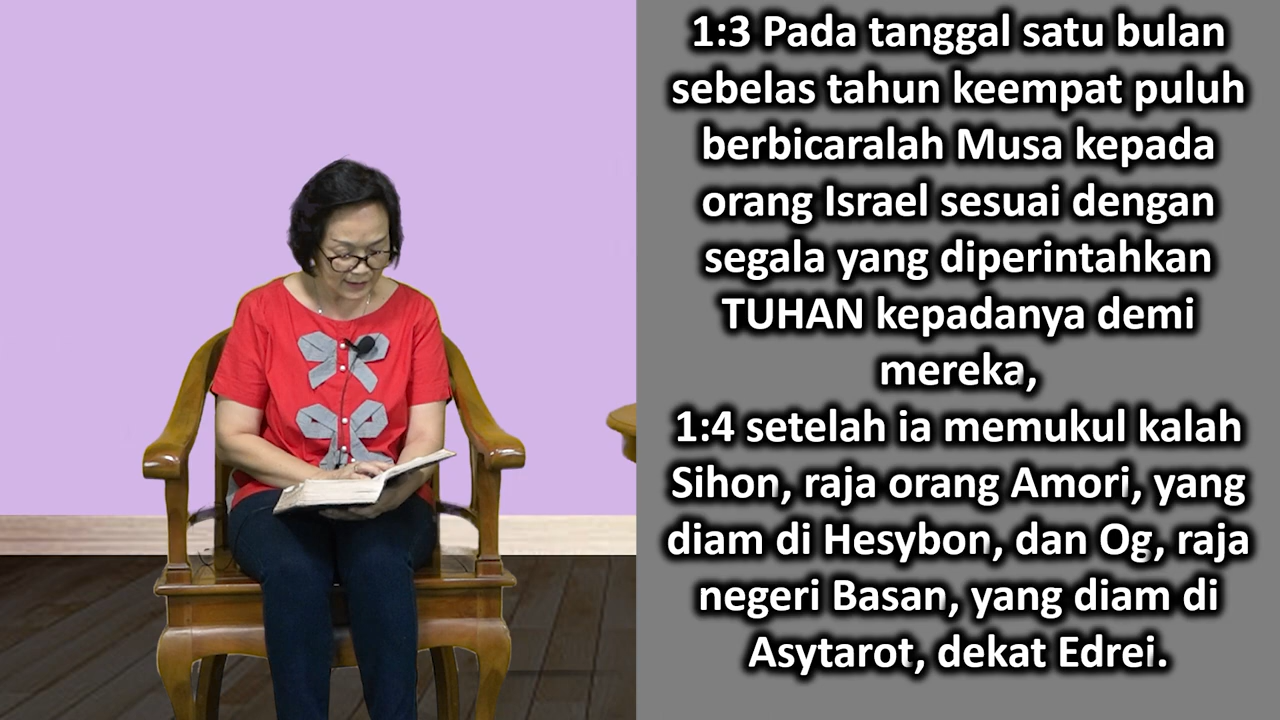 1:3 Pada tanggal satu bulan
sebelas tahun keempat puluh
berbicaralah Musa kepada
orang Israel sesuai dengan
segala yang diperintahkan
TUHAN kepadanya demi
mereka,
1:4 setelah ia memukul kalah
Sihon, raja orang Amori, yang
diam di Hesybon, dan Og, raja
negeri Basan, yang diam di
Asytarot, dekat Edrei.